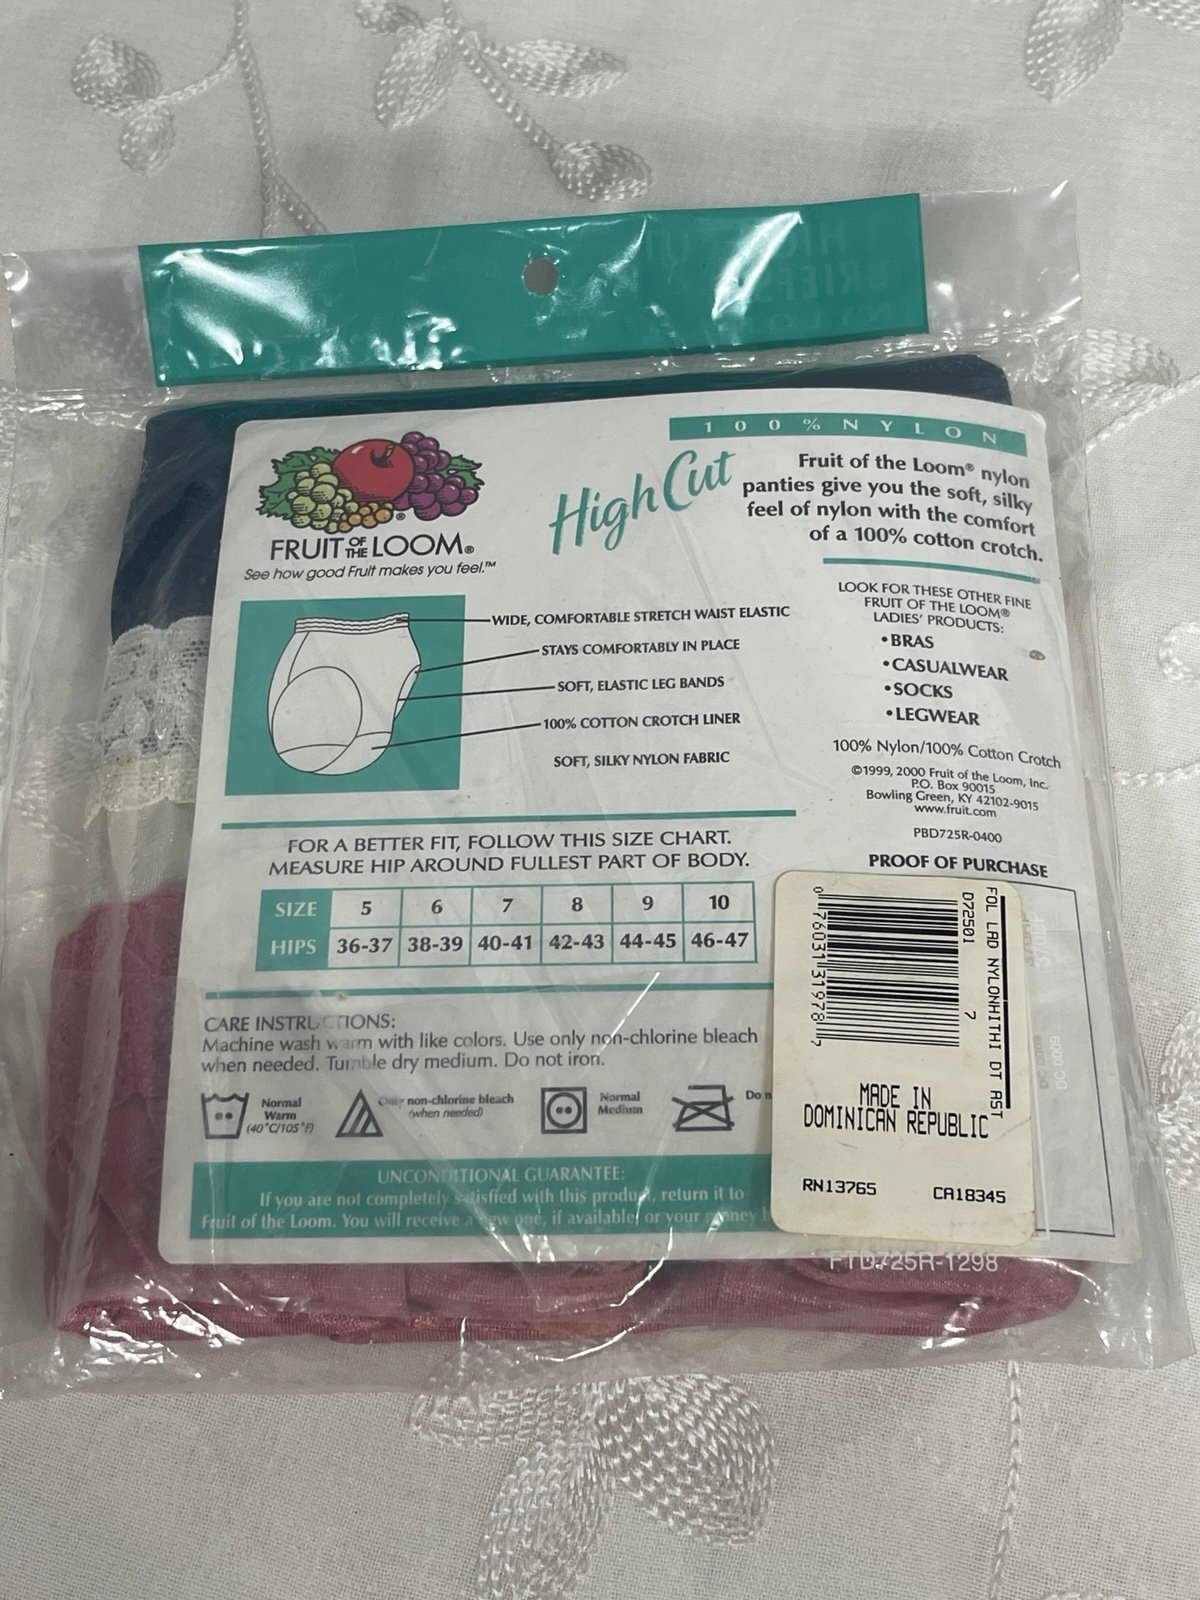 100% NYLON
FRUIT OF THE LOOM®
See how good Fruit makes you feel.™
High Cut
Fruit of the Loom® nylon
panties give you the soft, silky
feel of nylon with the comfort
of a 100% cotton crotch.
WIDE, COMFORTABLE STRETCH WAIST ELASTIC
STAYS COMFORTABLY IN PLACE
SOFT, ELASTIC LEG BANDS
100% COTTON CROTCH LINER
SOFT, SILKY NYLON FABRIC
LOOK FOR THESE OTHER FINE
FRUIT OF THE LOOM®
LADIES' PRODUCTS:
•BRAS
•CASUALWEAR
•SOCKS
•LEGWEAR
100% Nylon/100% Cotton Crotch
©1999, 2000 Fruit of the Loom, Inc.
P.O. Box 90015
Bowling Green, KY 42102-9015
www.fruit.com
PBD725R-0400
PROOF OF PURCHASE
FOR A BETTER FIT, FOLLOW THIS SIZE CHART.
MEASURE HIP AROUND FULLEST PART OF BODY.
SIZE 5 6 7 8 9 10
HIPS 36-37 38-39 40-41 42-43 44-45 46-47
CARE INSTRUCTIONS:
Machine wash warm with like colors. Use only non-chlorine bleach
when needed. Tumble dry medium. Do not iron.
Normal
Warm
(40°C/105°F)
Only non-chlorine bleach
(when needed)
Normal
Medium
Do n
UNCONDITIONAL GUARANTEE:
If you are not completely satisfied with this product, return it to
Fruit of the Loom. You will receive a new one, if available, or your money
FOL LAD NYLONHITHI DT AST
D72501 7
0 76031 31978 7
MADE IN
DOMINICAN REPUBLIC
RN13765 CA18345
FTD725R-1298